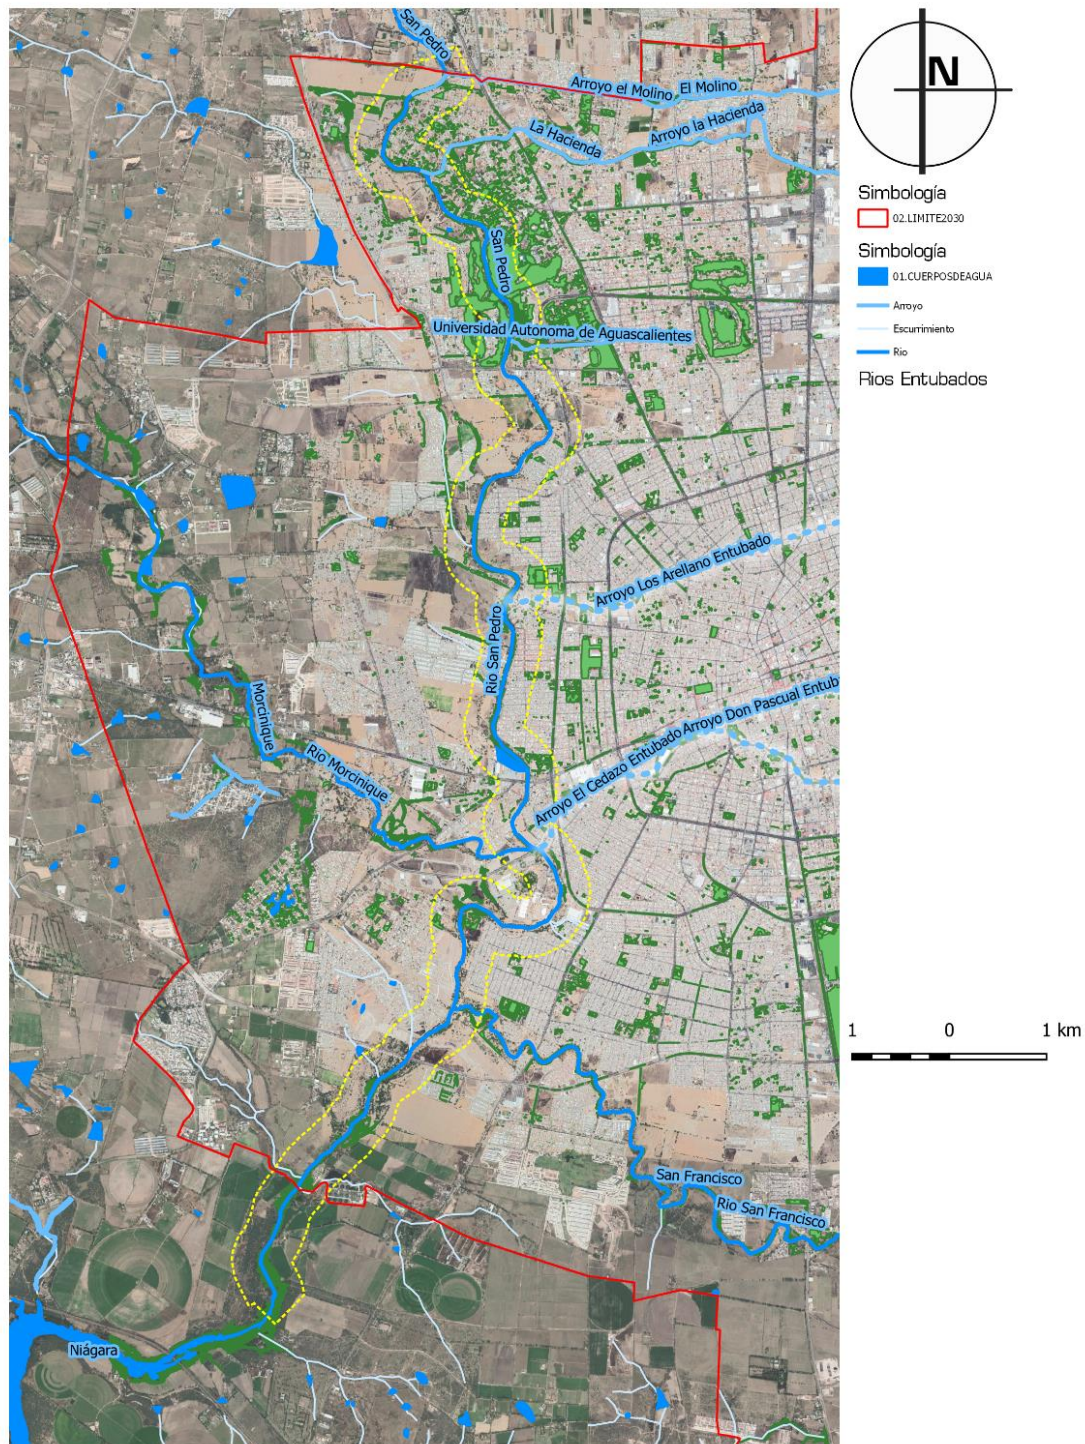 San Pedro
Arroyo el Molino
El Molino
La Hacienda
Arroyo la Hacienda
San Pedro
Universidad Autonoma de Aguascalientes
Arroyo Los Arellano Entubado
Rio San Pedro
Arroyo Don Pascual Entub
Arroyo El Cedazo Entubado
Morcinique
Rio Morcinique
San Francisco
Rio San Francisco
Niágara
N
Simbología
02.LIMITE2030
Simbología
01.CUERPOSDEAGUA
Arroyo
Escurrimiento
Rio
Rios Entubados
1 0 1 km